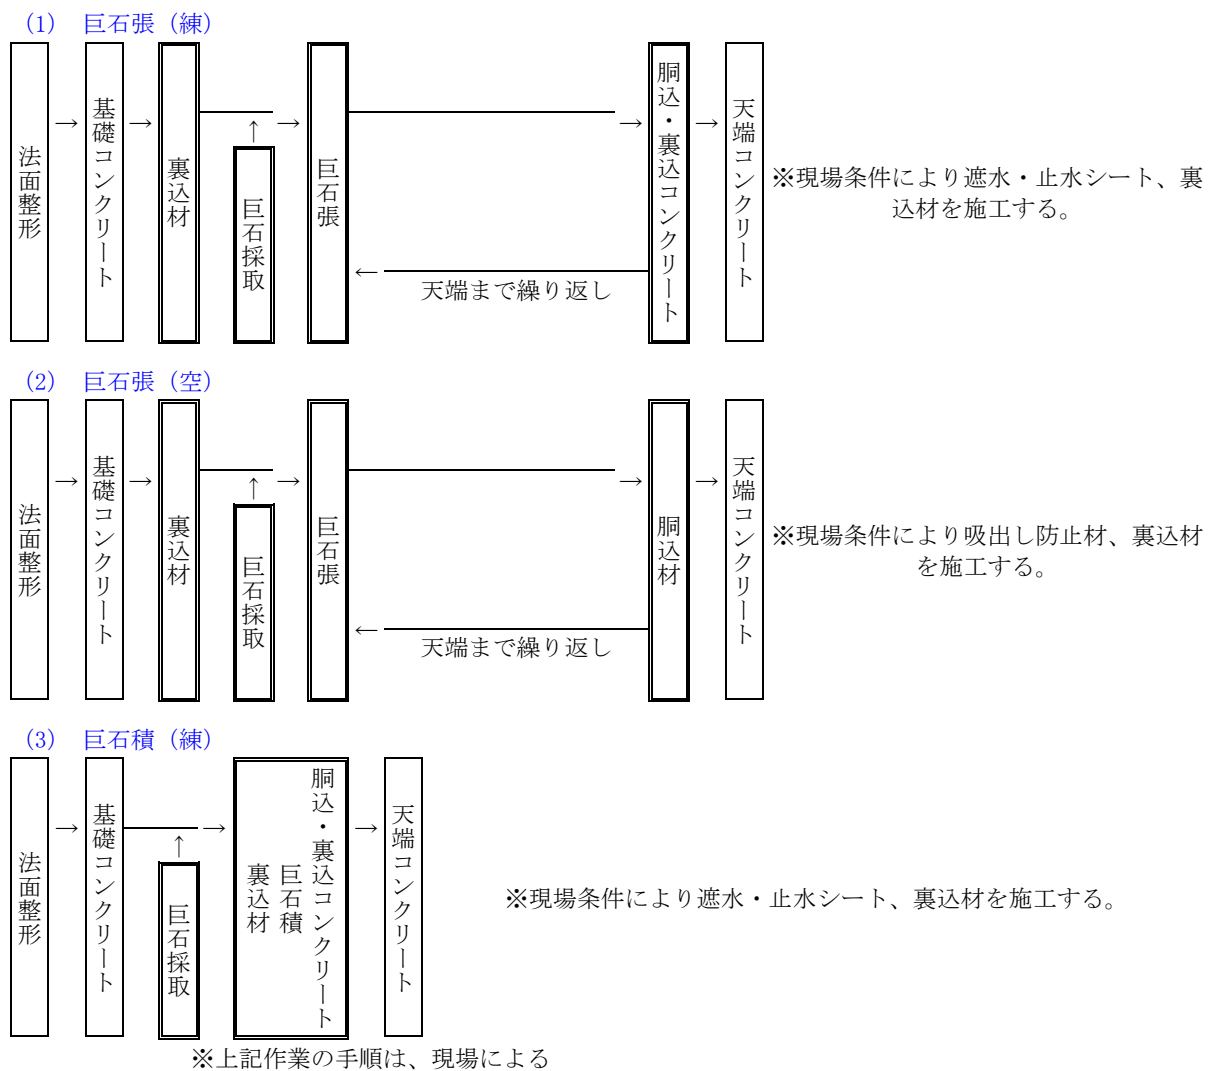 (1) 巨石張（練）
法面整形
→
基礎コンクリート
→
裏込材
↑
巨石採取
→
巨石張
→
胴込・裏込コンクリート
→
天端コンクリート
←
天端まで繰り返し
※現場条件により遮水・止水シート、裏
込材を施工する。
(2) 巨石張（空）
法面整形
→
基礎コンクリート
→
裏込材
↑
巨石採取
→
巨石張
→
胴込材
→
天端コンクリート
←
天端まで繰り返し
※現場条件により吸出し防止材、裏込材
を施工する。
(3) 巨石積（練）
法面整形
→
基礎コンクリート
↑
巨石採取
→
胴込・裏込コンクリート
巨石積
裏込材
→
天端コンクリート
※現場条件により遮水・止水シート、裏込材を施工する。
※上記作業の手順は、現場による